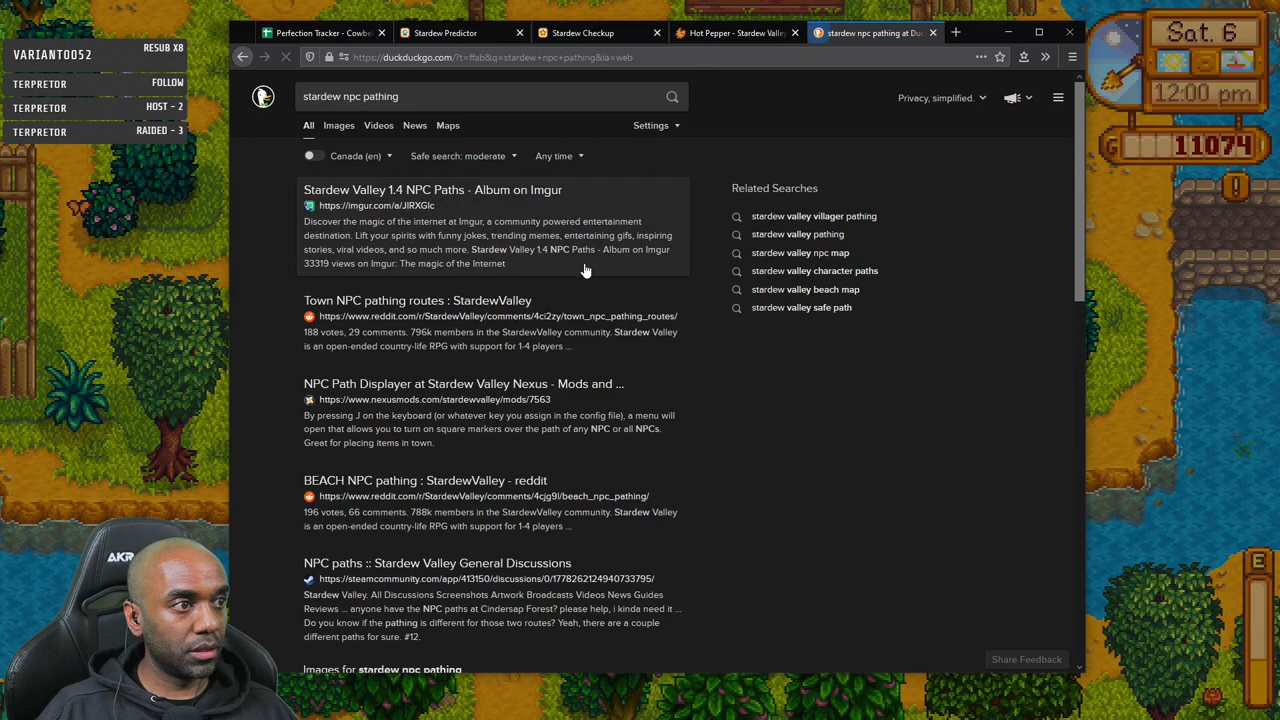 VARIANT0052
RESUB X8
TERPRETOR
FOLLOW
TERPRETOR
HOST - 2
TERPRETOR
RAIDED - 3
Perfection Tracker - Cowbe
Stardew Predictor
Stardew Checkup
Hot Pepper - Stardew Valley
stardew npc pathing at Du
https://duckduckgo.com/?t=ffab&q=stardew+npc+pathing&ia=web
stardew npc pathing
Privacy, simplified.
All
Images
Videos
News
Maps
Settings
Canada (en)
Safe search: moderate
Any time
Stardew Valley 1.4 NPC Paths - Album on Imgur
https://imgur.com/a/JIRXGIc
Discover the magic of the internet at Imgur, a community powered entertainment
destination. Lift your spirits with funny jokes, trending memes, entertaining gifs, inspiring
stories, viral videos, and so much more. Stardew Valley 1.4 NPC Paths - Album on Imgur
33319 views on Imgur: The magic of the Internet
Town NPC pathing routes : StardewValley
https://www.reddit.com/r/StardewValley/comments/4ci2zy/town_npc_pathing_routes/
188 votes, 29 comments. 796k members in the StardewValley community. Stardew Valley
is an open-ended country-life RPG with support for 1-4 players ...
NPC Path Displayer at Stardew Valley Nexus - Mods and ...
https://www.nexusmods.com/stardewvalley/mods/7563
By pressing J on the keyboard (or whatever key you assign in the config file), a menu will
open that allows you to turn on square markers over the path of any NPC or all NPCs.
Great for placing items in town.
BEACH NPC pathing : StardewValley - reddit
https://www.reddit.com/r/StardewValley/comments/4cjg9l/beach_npc_pathing/
196 votes, 66 comments. 788k members in the StardewValley community. Stardew Valley
is an open-ended country-life RPG with support for 1-4 players ...
NPC paths :: Stardew Valley General Discussions
https://steamcommunity.com/app/413150/discussions/0/1778262124940733795/
Stardew Valley. All Discussions Screenshots Artwork Broadcasts Videos News Guides
Reviews ... anyone have the NPC paths at Cindersap Forest? please help, i kinda need it ...
Do you know if the pathing is different for those two routes? Yeah, there are a couple
different paths for sure. #12.
Images for stardew npc pathing
Related Searches
stardew valley villager pathing
stardew valley pathing
stardew valley npc map
stardew valley character paths
stardew valley beach map
stardew valley safe path
Share Feedback
Sat. 6
12:00 pm
G
11074
E
AKR